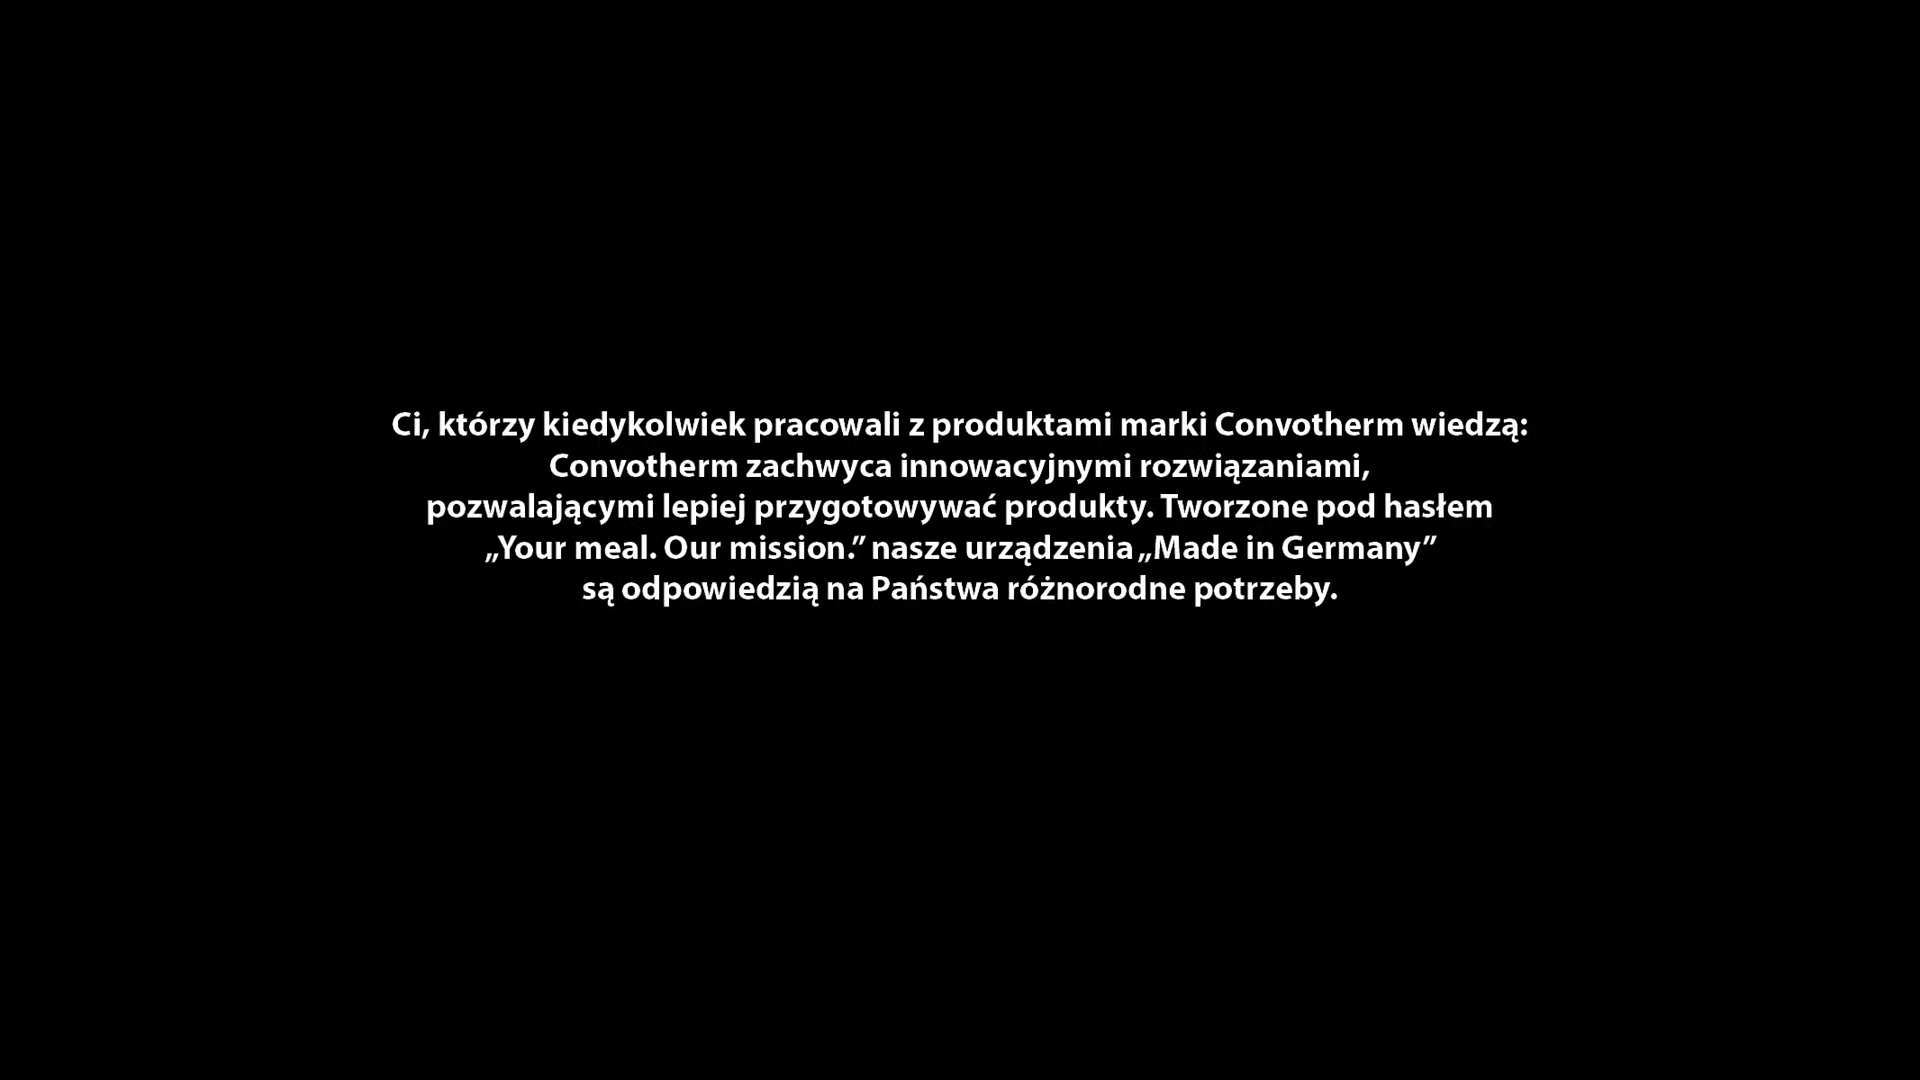 Ci, którzy kiedykolwiek pracowali z produktami marki Convotherm wiedzą:
Convotherm zachwyca innowacyjnymi rozwiązaniami,
pozwalającymi lepiej przygotowywać produkty. Tworzone pod hasłem
„Your meal. Our mission.” nasze urządzenia „Made in Germany”
są odpowiedzią na Państwa różnorodne potrzeby.